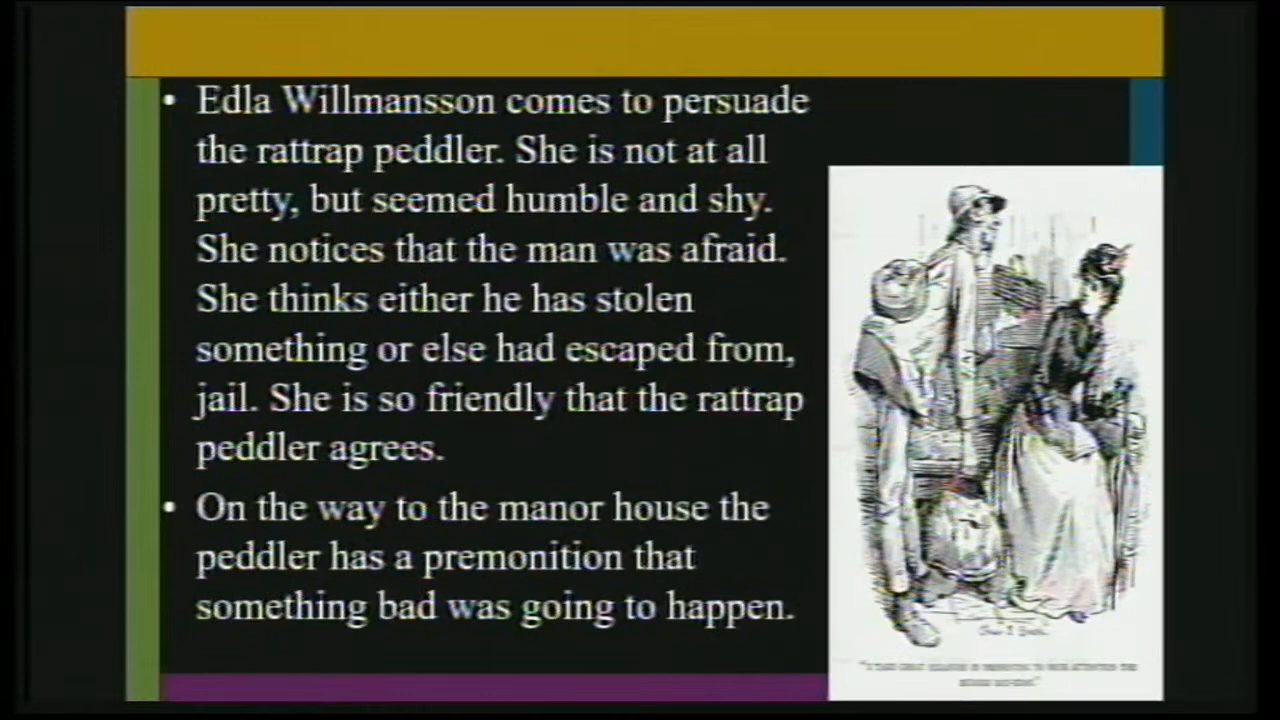 • Edla Willmansson comes to persuade
the rattrap peddler. She is not at all
pretty, but seemed humble and shy.
She notices that the man was afraid.
She thinks either he has stolen
something or else had escaped from,
jail. She is so friendly that the rattrap
peddler agrees.
• On the way to the manor house the
peddler has a premonition that
something bad was going to happen.